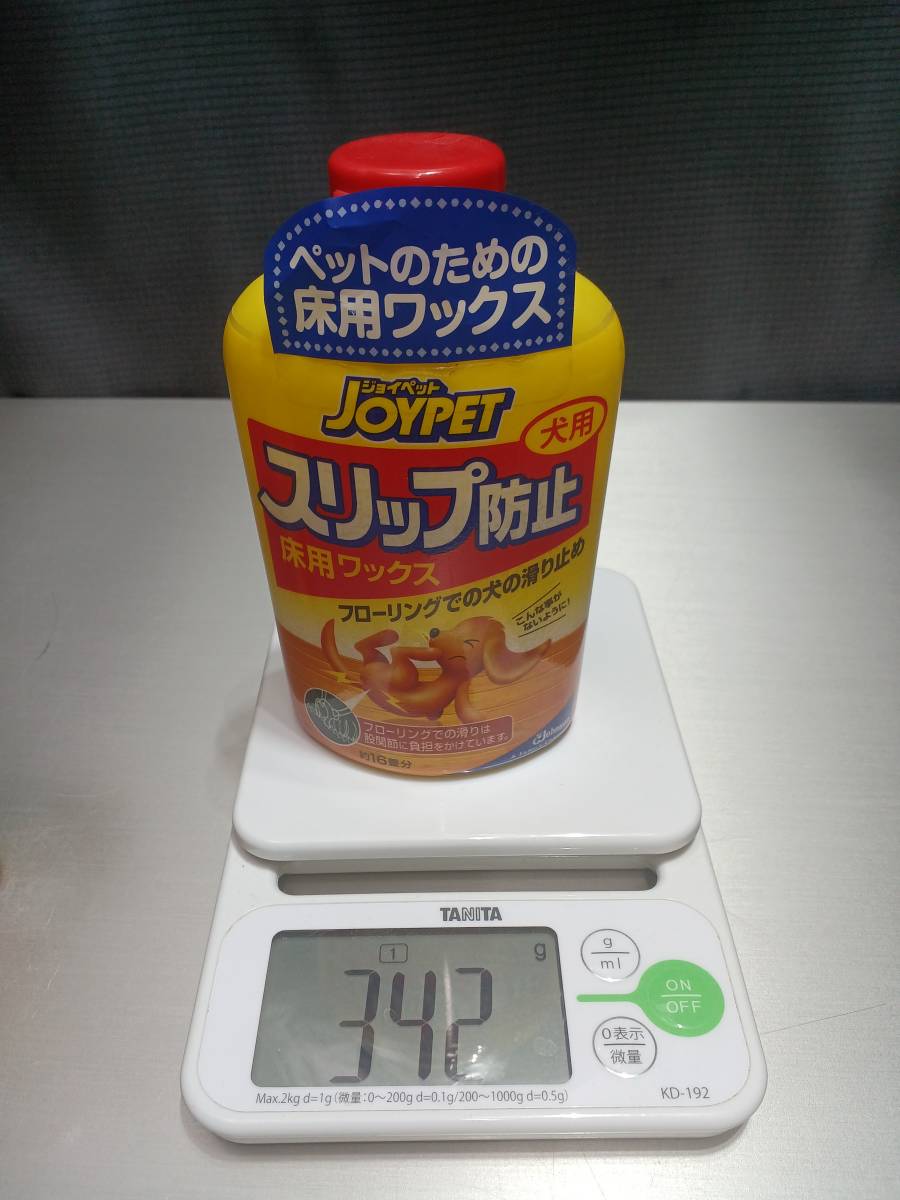 ペットのための
床用ワックス
ジョイペット
JOYPET
犬用
スリップ防止
床用ワックス
フローリングでの犬の滑り止め
こんな事が
ないように!
フローリングでの滑りは
股関節に負担をかけています。
約16畳分
Johnson
TANITA
1
g
342
g
ml
ON
OFF
0表示
微量
Max.2kg d=1g(微量:0〜200g d=0.1g/200〜1000g d=0.5g)
KD-192